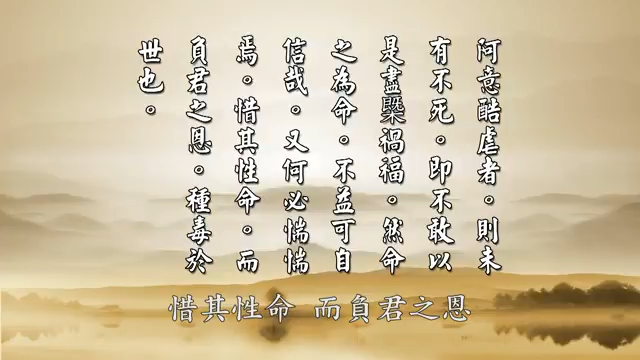 阿意酷虐者。則未
有不死。即不敢以
是盡槩禍福。然命
之為命。不益可自
信哉。又何必惴惴
焉。惜其性命。而
負君之恩。種毒於
世也。
惜其性命 而負君之恩